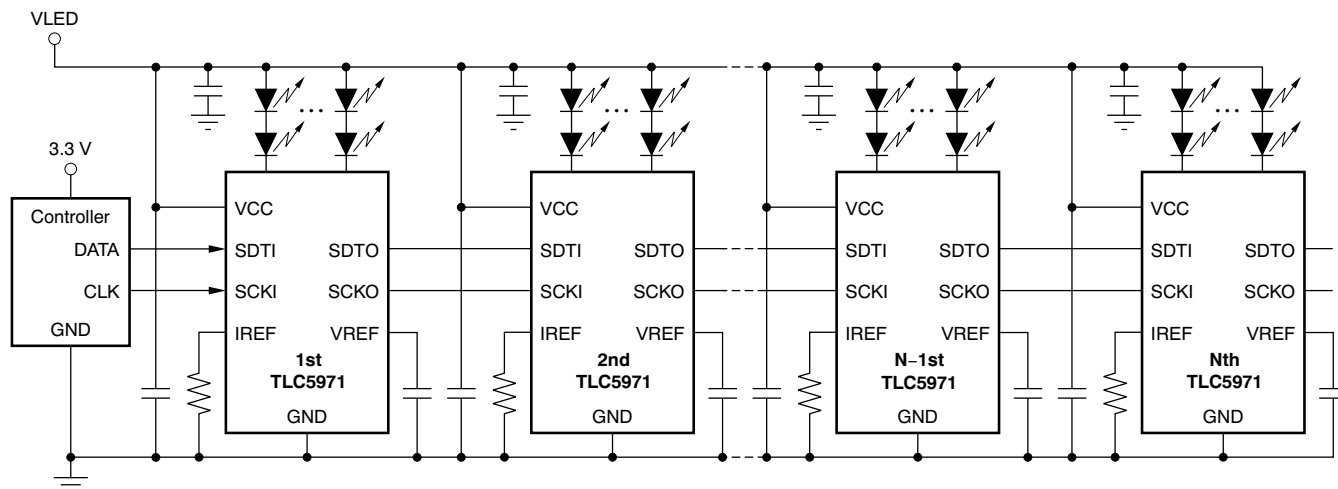 VLED
... ... ... ...
3.3 V
Controller
DATA
CLK
GND
VCC
SDTI SDTO
SCKI SCKO
IREF VREF
1st
TLC5971
GND
VCC
SDTI SDTO
SCKI SCKO
IREF VREF
2nd
TLC5971
GND
VCC
SDTI SDTO
SCKI SCKO
IREF VREF
N−1st
TLC5971
GND
VCC
SDTI SDTO
SCKI SCKO
IREF VREF
Nth
TLC5971
GND